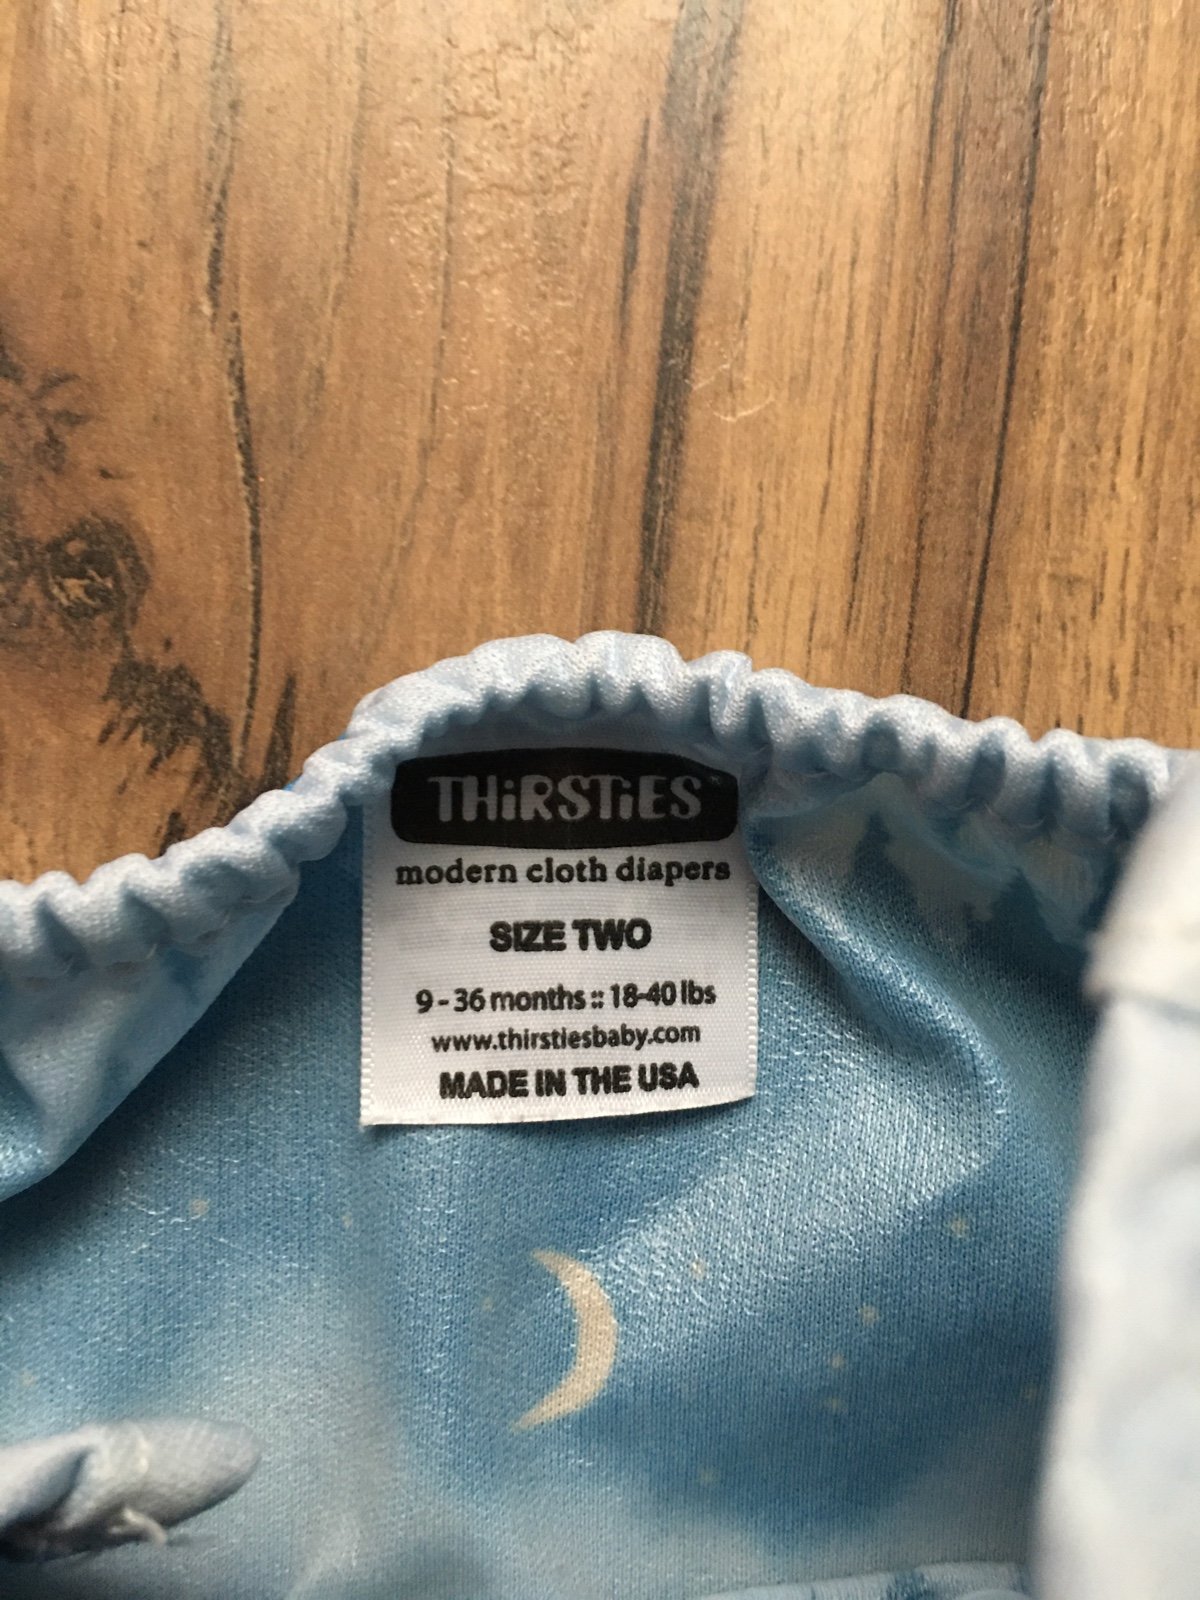 THiRSTiES
modern cloth diapers
SIZE TWO
9 - 36 months :: 18-40 lbs
www.thirstiesbaby.com
MADE IN THE USA